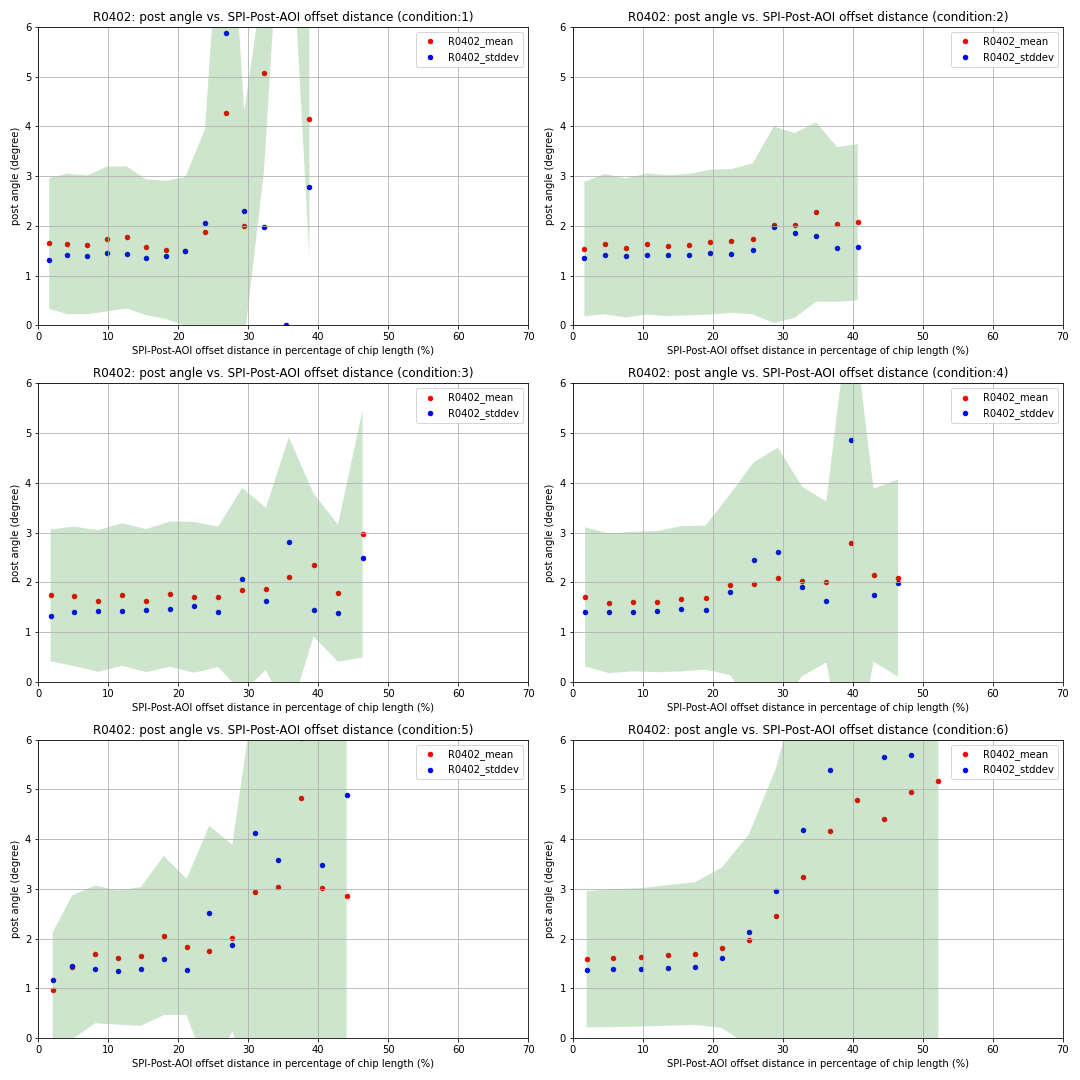 R0402: post angle vs. SPI-Post-AOI offset distance (condition:1)
R0402_mean
R0402_stddev
post angle (degree)
6
5
4
3
2
1
0
0 10 20 30 40 50 60 70
SPI-Post-AOI offset distance in percentage of chip length (%)
R0402: post angle vs. SPI-Post-AOI offset distance (condition:2)
R0402_mean
R0402_stddev
post angle (degree)
6
5
4
3
2
1
0
0 10 20 30 40 50 60 70
SPI-Post-AOI offset distance in percentage of chip length (%)
R0402: post angle vs. SPI-Post-AOI offset distance (condition:3)
R0402_mean
R0402_stddev
post angle (degree)
6
5
4
3
2
1
0
0 10 20 30 40 50 60 70
SPI-Post-AOI offset distance in percentage of chip length (%)
R0402: post angle vs. SPI-Post-AOI offset distance (condition:4)
R0402_mean
R0402_stddev
post angle (degree)
6
5
4
3
2
1
0
0 10 20 30 40 50 60 70
SPI-Post-AOI offset distance in percentage of chip length (%)
R0402: post angle vs. SPI-Post-AOI offset distance (condition:5)
R0402_mean
R0402_stddev
post angle (degree)
6
5
4
3
2
1
0
0 10 20 30 40 50 60 70
SPI-Post-AOI offset distance in percentage of chip length (%)
R0402: post angle vs. SPI-Post-AOI offset distance (condition:6)
R0402_mean
R0402_stddev
post angle (degree)
6
5
4
3
2
1
0
0 10 20 30 40 50 60 70
SPI-Post-AOI offset distance in percentage of chip length (%)